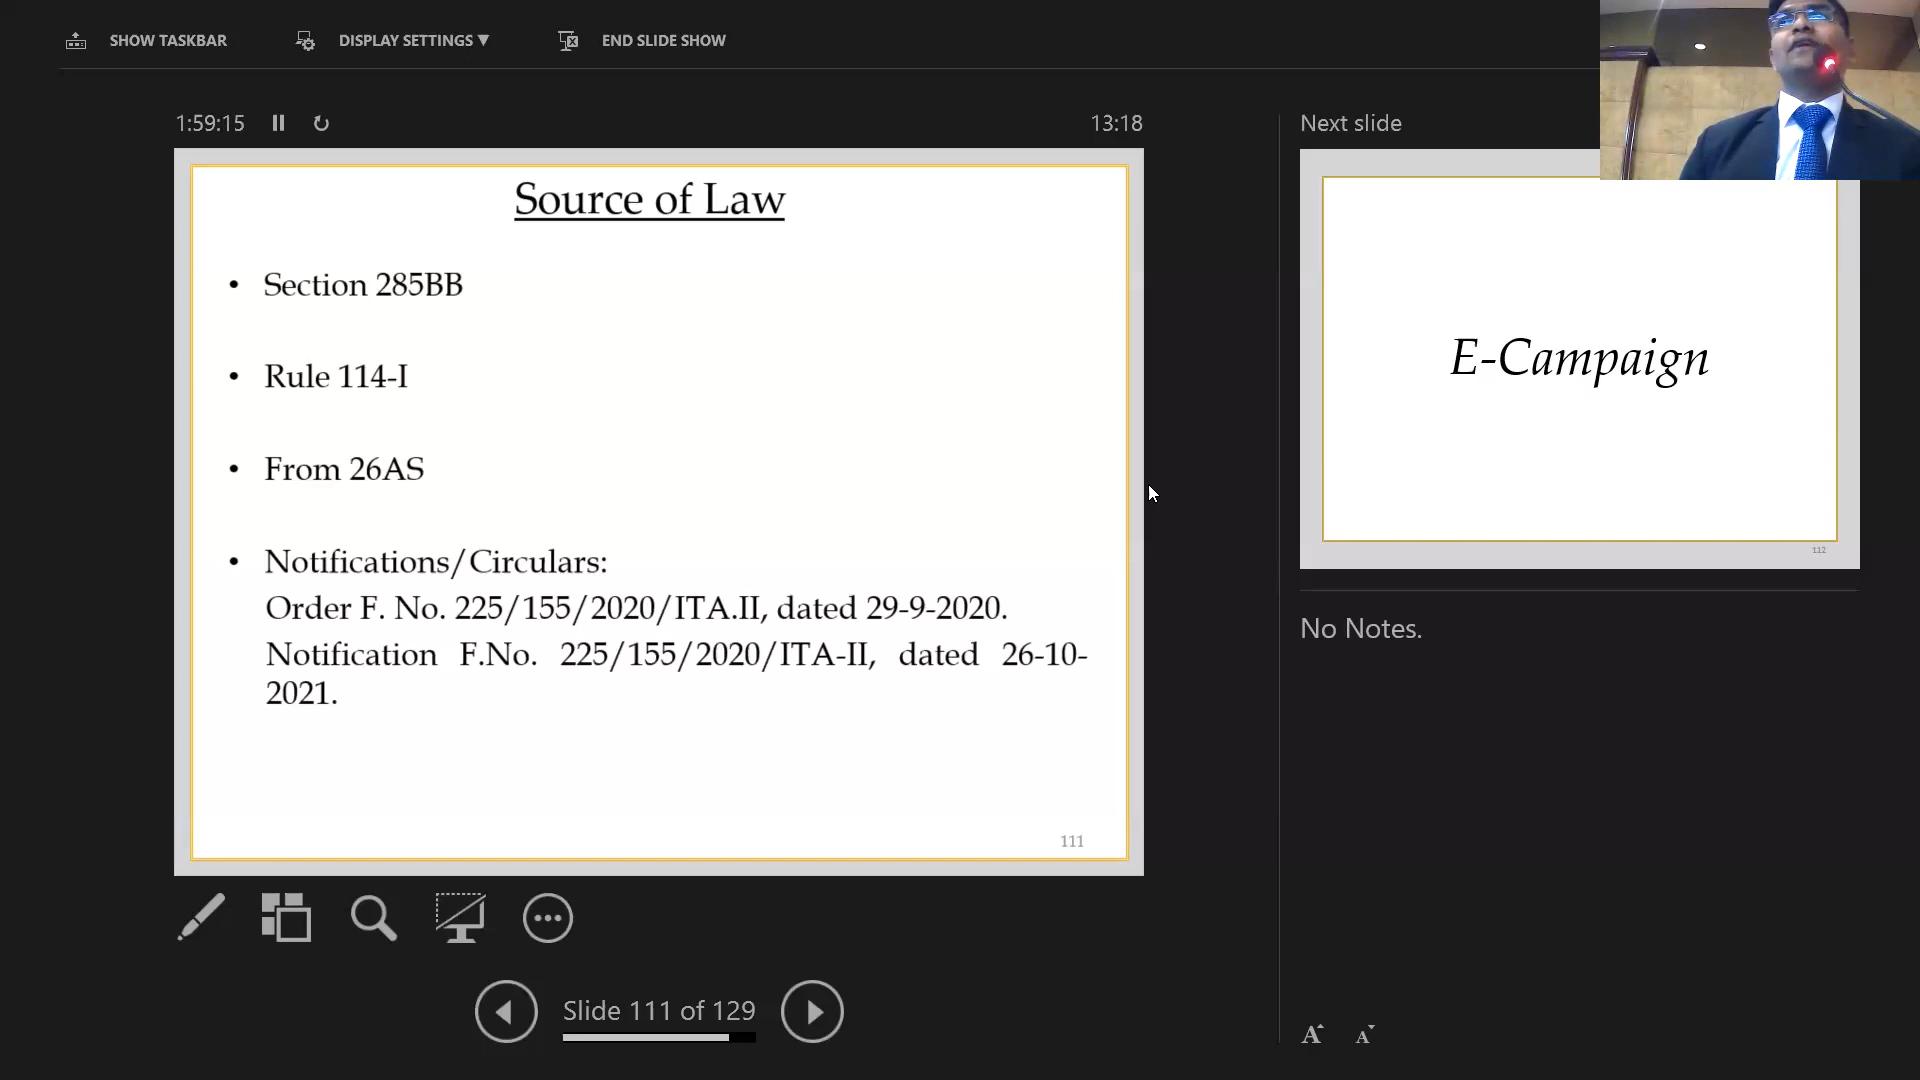 SHOW TASKBAR
DISPLAY SETTINGS ▼
END SLIDE SHOW
1:59:15
13:18
Source of Law
• Section 285BB
• Rule 114-I
• From 26AS
• Notifications/Circulars:
Order F. No. 225/155/2020/ITA.II, dated 29-9-2020.
Notification F.No. 225/155/2020/ITA-II, dated 26-10-
2021.
111
Slide 111 of 129
Next slide
E-Campaign
112
No Notes.
A A